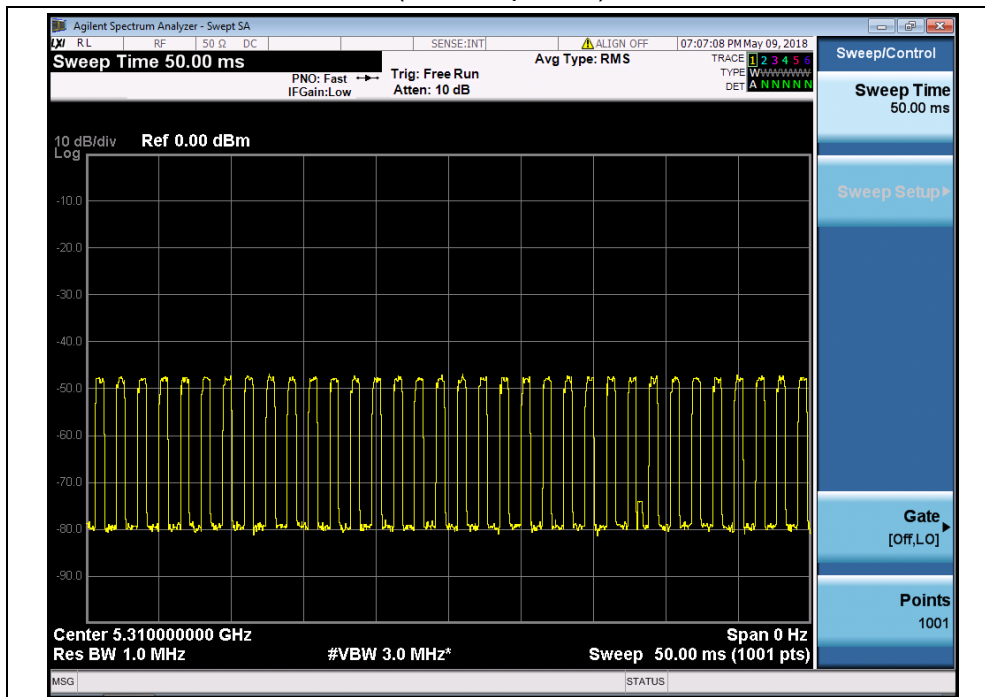 Agilent Spectrum Analyzer - Swept SA
LXI RL RF 50 Ω DC SENSE:INT ALIGN OFF 07:07:08 PM May 09, 2018
Sweep Time 50.00 ms
Avg Type: RMS
TRACE 1 2 3 4 5 6
PNO: Fast Trig: Free Run
TYPE WWWWWW
IFGain:Low Atten: 10 dB
DET A N N N N N
Sweep/Control
Sweep Time
50.00 ms
10 dB/div Ref 0.00 dBm
Log
Sweep Setup
-10.0
-20.0
-30.0
-40.0
-50.0
-60.0
-70.0
-80.0
-90.0
Gate
[Off,LO]
Points
1001
Center 5.310000000 GHz Span 0 Hz
Res BW 1.0 MHz #VBW 3.0 MHz* Sweep 50.00 ms (1001 pts)
MSG STATUS